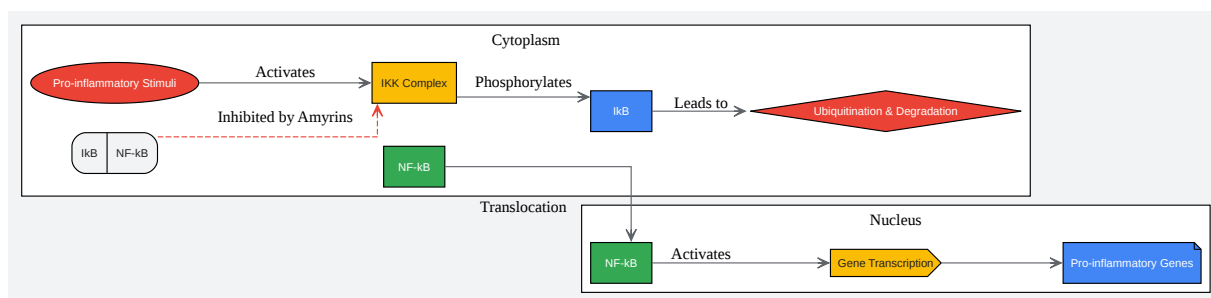 Cytoplasm
Pro-inflammatory Stimuli
Activates
IKK Complex
Phosphorylates
IkB
Leads to
Ubiquitination & Degradation
Inhibited by Amyrins
IkB
NF-kB
NF-kB
Translocation
Nucleus
NF-kB
Activates
Gene Transcription
Pro-inflammatory Genes